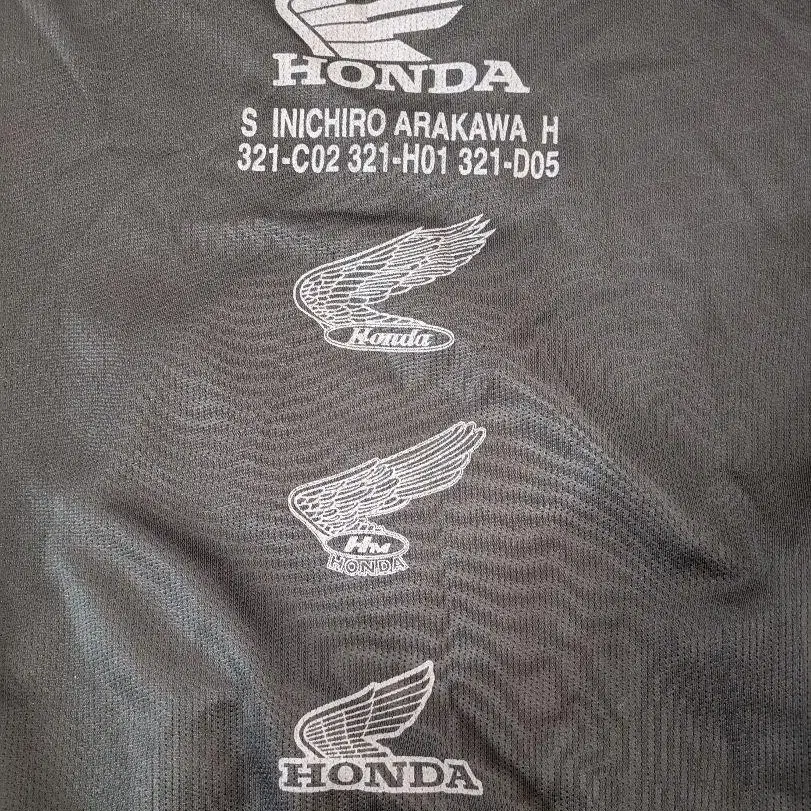 HONDA
S INICHIRO ARAKAWA H
321-C02 321-H01 321-D05
Honda
HM
HONDA
HONDA